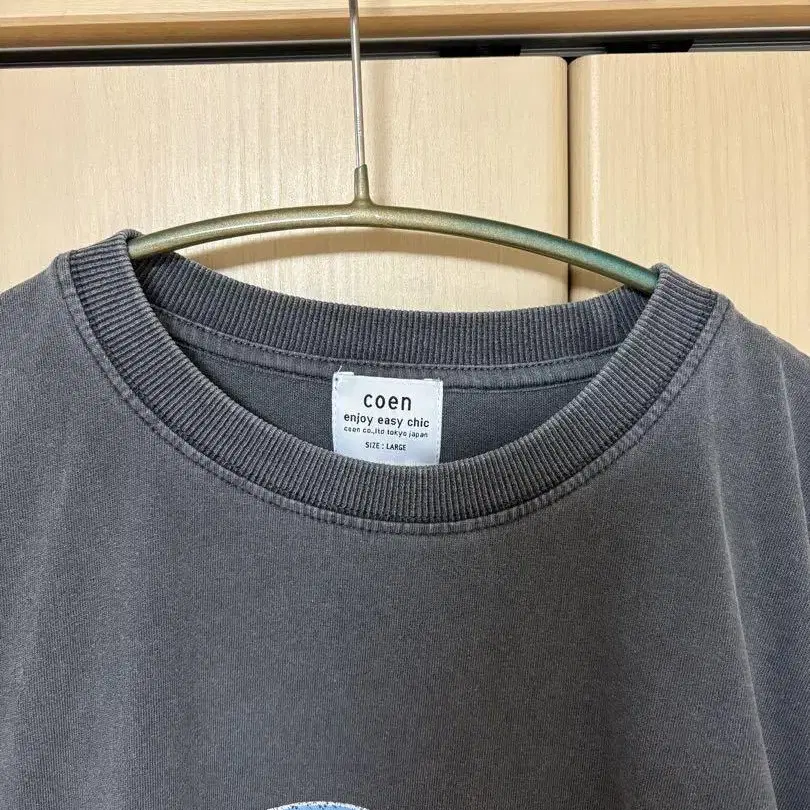 coen
enjoy easy chic
coen co.,ltd tokyo japan
SIZE : LARGE